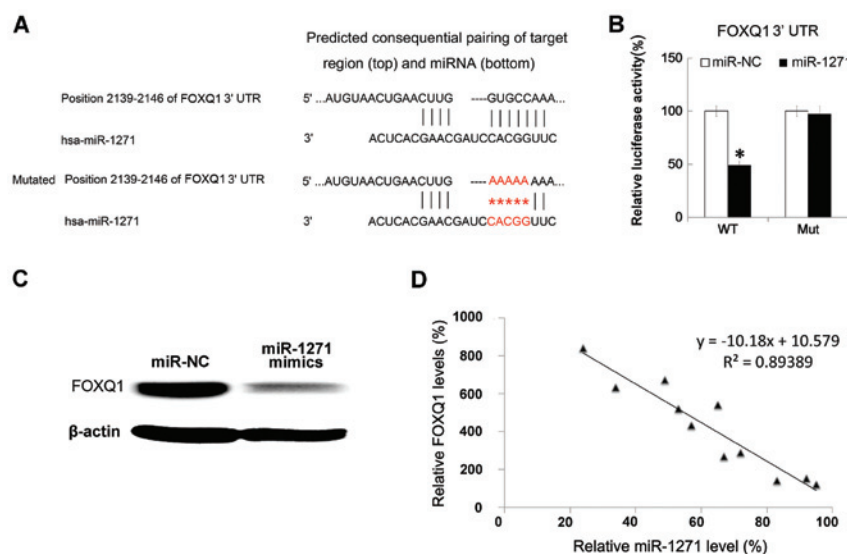 A
Predicted consequential pairing of target
region (top) and miRNA (bottom)
Position 2139-2146 of FOXQ1 3' UTR 5' ...AUGUAACUGAACUUG ----GUGCCAAA...
hsa-miR-1271 3' ACUCACGAACGAUCCACGGUUC
Mutated Position 2139-2146 of FOXQ1 3' UTR 5' ...AUGUAACUGAACUUG ----AAAAA AAA...
*****
hsa-miR-1271 3' ACUCACGAACGAUCCACGGUUC
B
FOXQ1 3' UTR
miR-NC miR-1271
Relative luciferase activity(%)
150
100
50
0
*
WT Mut
C
miR-NC miR-1271
mimics
FOXQ1
β-actin
D
Relative FOXQ1 levels (%)
1000
800
600
400
200
0
y = -10.18x + 10.579
R² = 0.89389
0 20 40 60 80 100
Relative miR-1271 level (%)